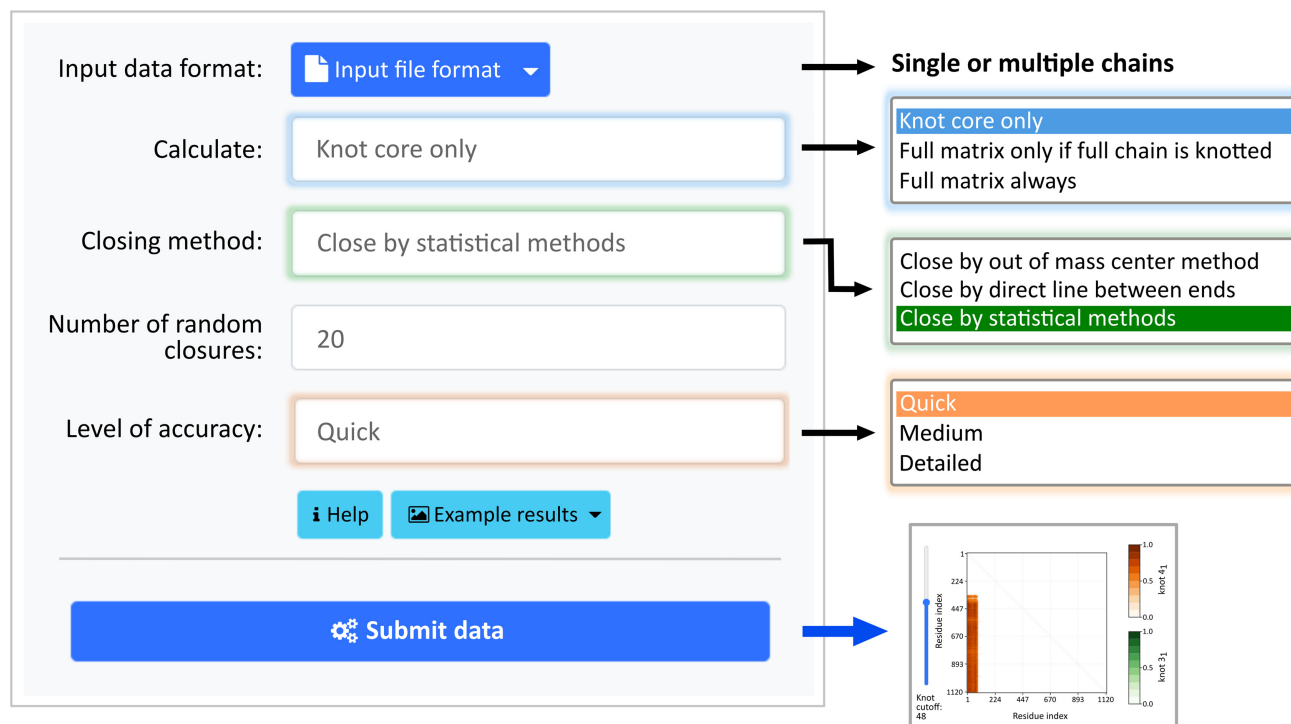 Input data format:
Input file format
Single or multiple chains
Calculate:
Knot core only
Knot core only
Full matrix only if full chain is knotted
Full matrix always
Closing method:
Close by statistical methods
Close by out of mass center method
Close by direct line between ends
Close by statistical methods
Number of random
closures:
20
Level of accuracy:
Quick
Quick
Medium
Detailed
i Help
Example results
Submit data
1
224
447
670
893
1120
Residue index
1 224 447 670 893 1120
Residue index
Knot
cutoff:
48
1.0
0.5
0.0
knot 4₁
1.0
0.5
0.0
knot 3₁